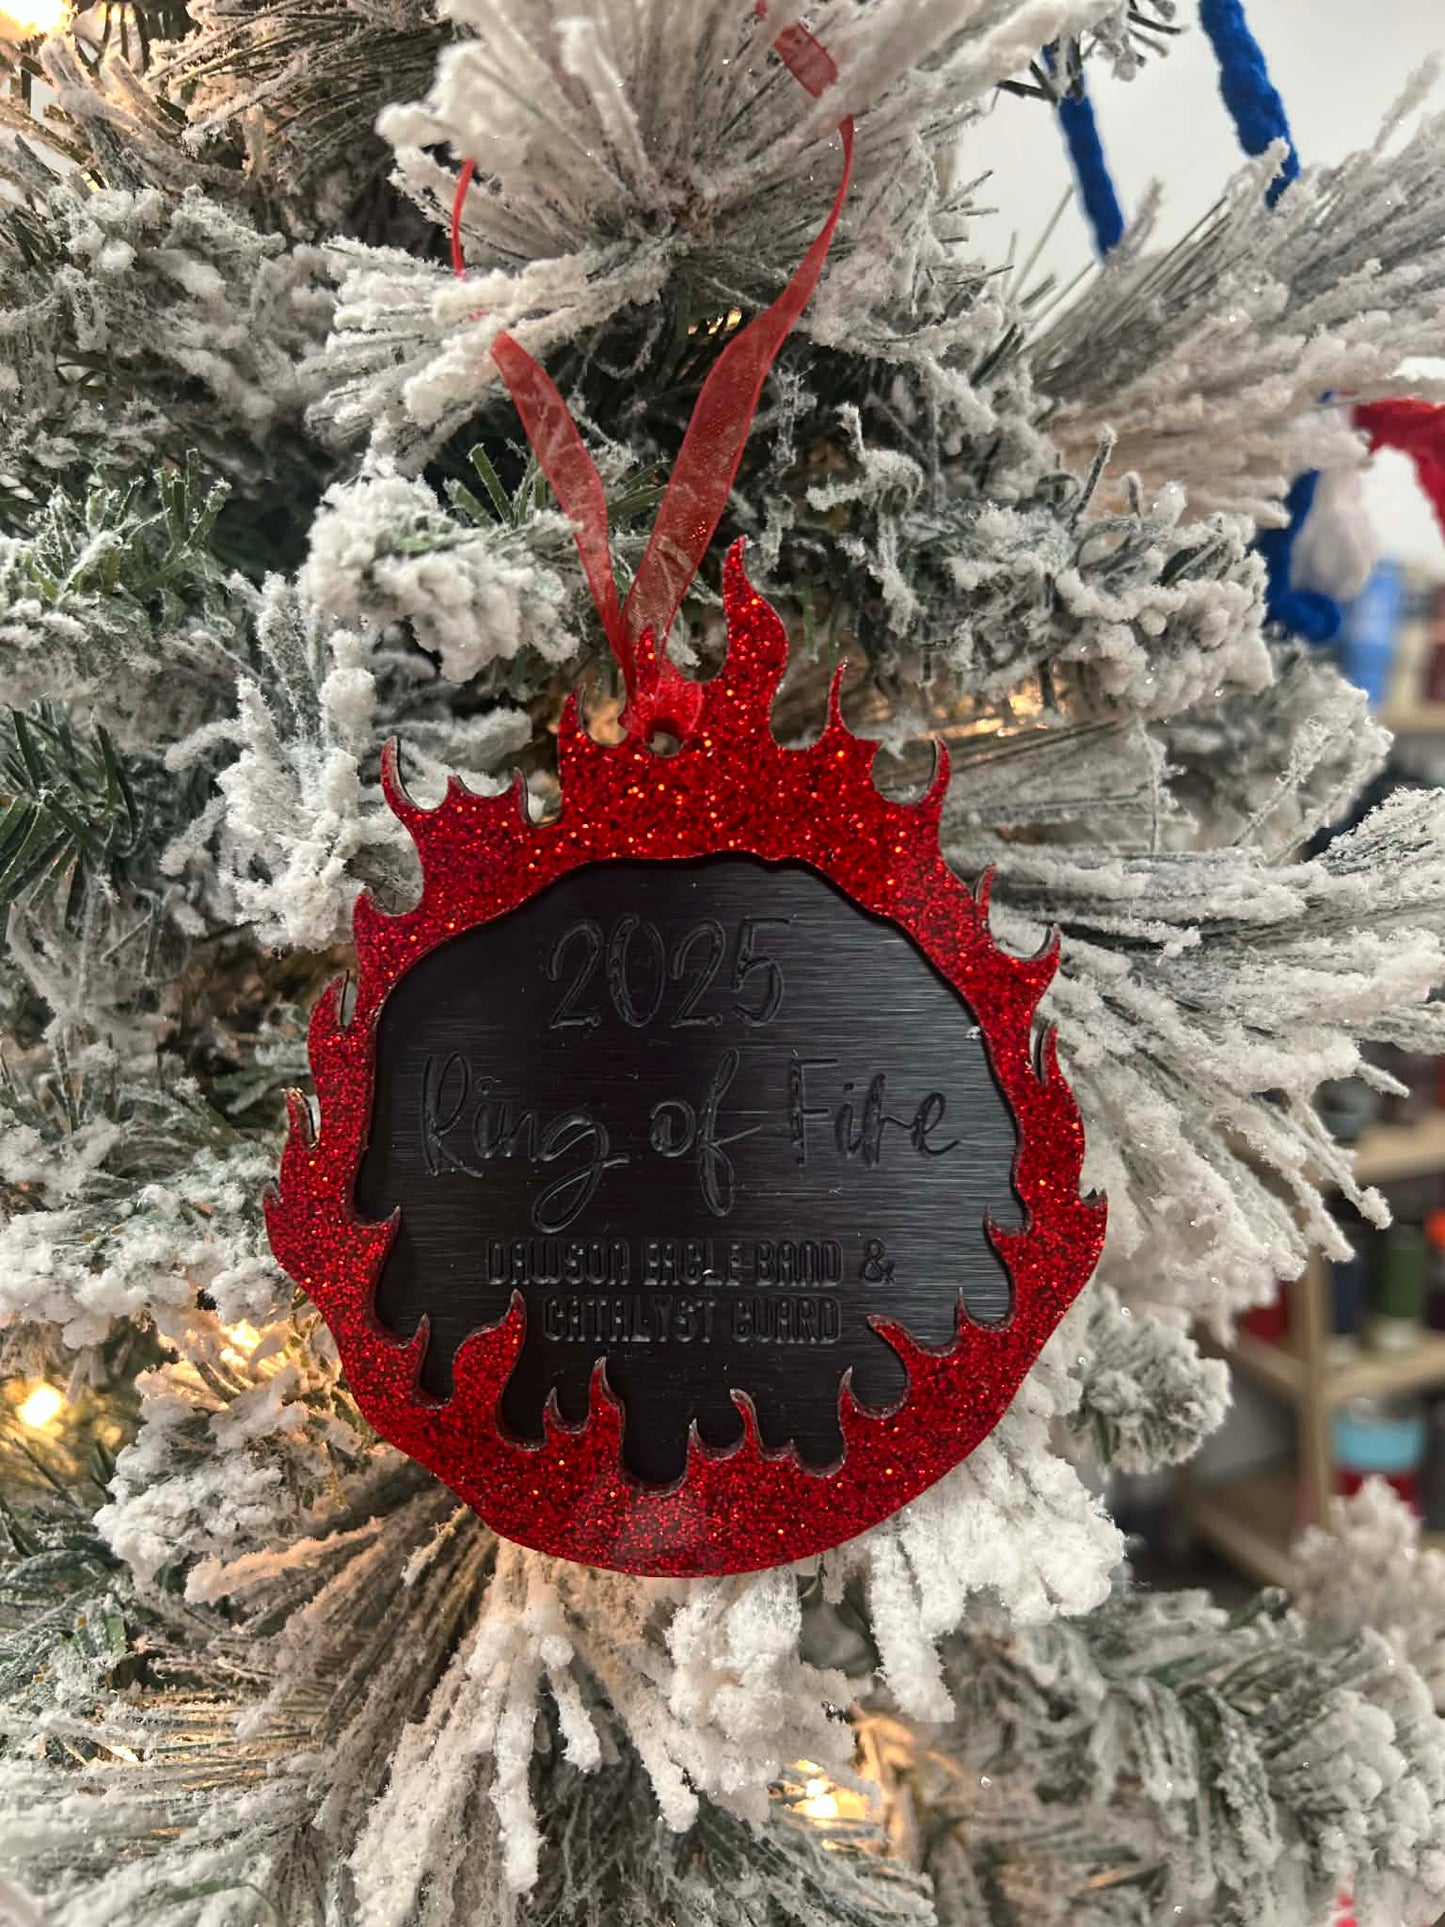 2025
Ring of Fire
DAWSON EAGLE BAND &
CATALYST GUARD